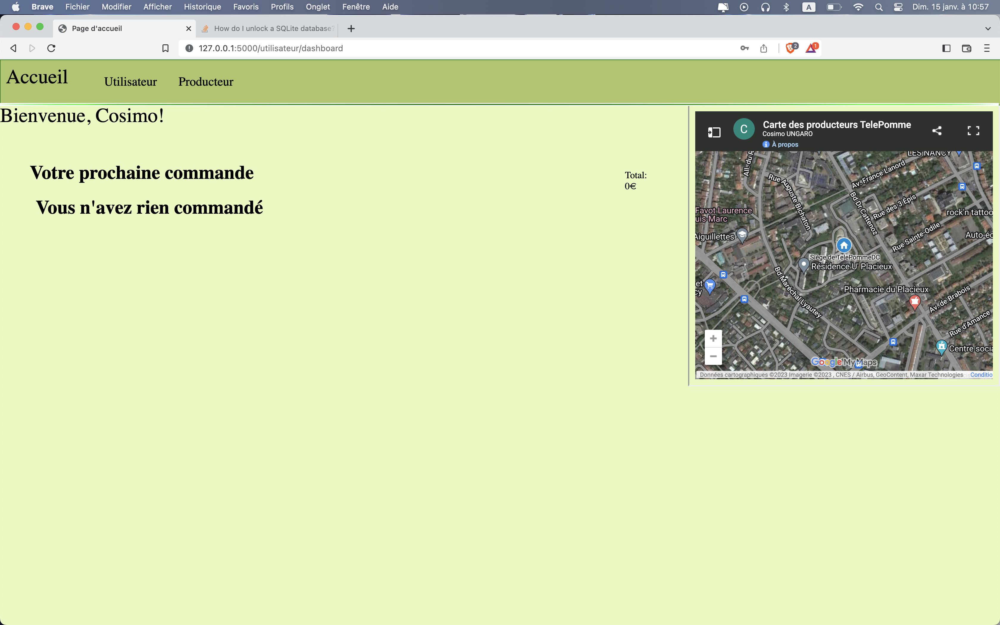 Brave Fichier Modifier Afficher Historique Favoris Profils Onglet Fenêtre Aide
A
Dim. 15 janv. à 10:57
Page d'accueil
How do I unlock a SQLite database?
127.0.0.1:5000/utilisateur/dashboard
2
1
Accueil Utilisateur Producteur
Bienvenue, Cosimo!
Votre prochaine commande
Total:
0€
Vous n'avez rien commandé
C
Carte des producteurs TelePomme
Cosimo UNGARO
À propos
LES NANCY
All. du R
Av. France Lanord
Rue Auguste Bichaton
Bd Dr Cattenoz
Rue des 3 Épis
Favot Laurence
uis-Marc
rock'n tattoo
Aiguillettes
Rue Sainte-Odile
Auto-éc
Siège de TelePommeDC
Résidence U' Placieux
et
cy
Bd Maréchal Lyautey
Pharmacie du Placieux
Av. de Brabois
Rue d'Amance
Centre socia
Google My Maps
Données cartographiques ©2023 Imagerie ©2023 , CNES / Airbus, GeoContent, Maxar Technologies
Conditio